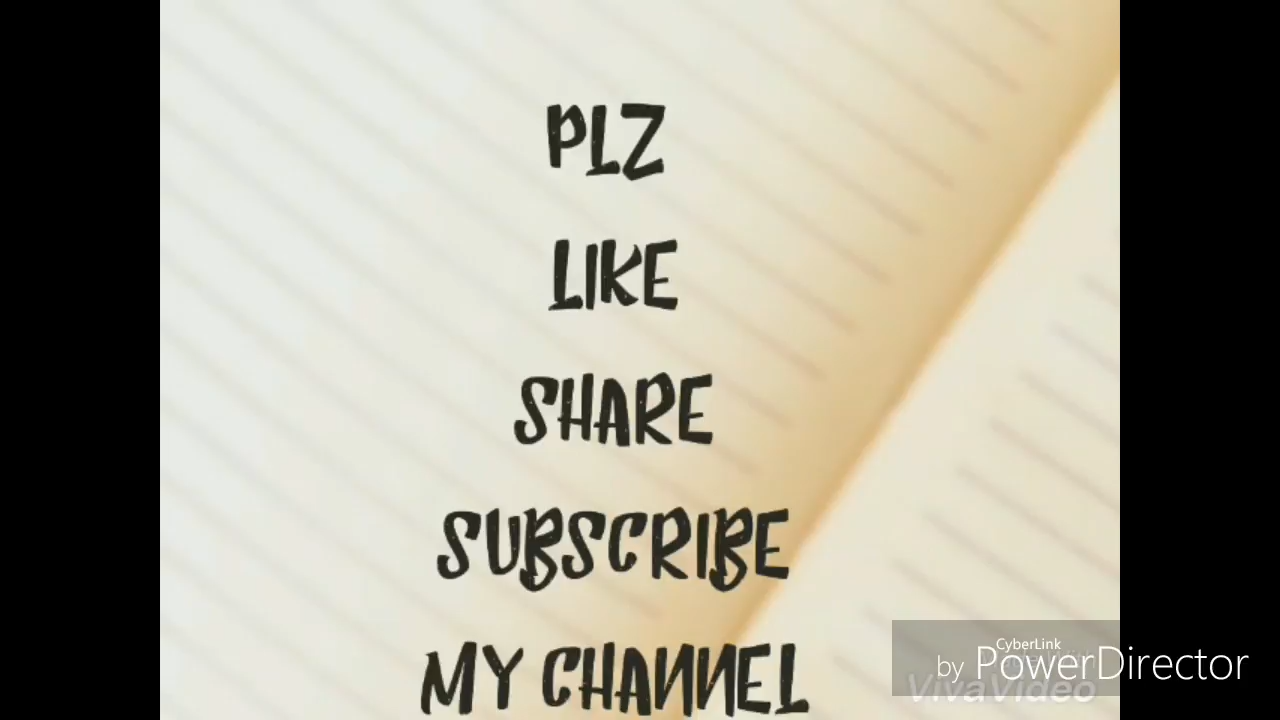 PLZ
LIKE
SHARE
SUBSCRIBE
MY CHANNEL
CyberLink
by PowerDirector
VivaVideo